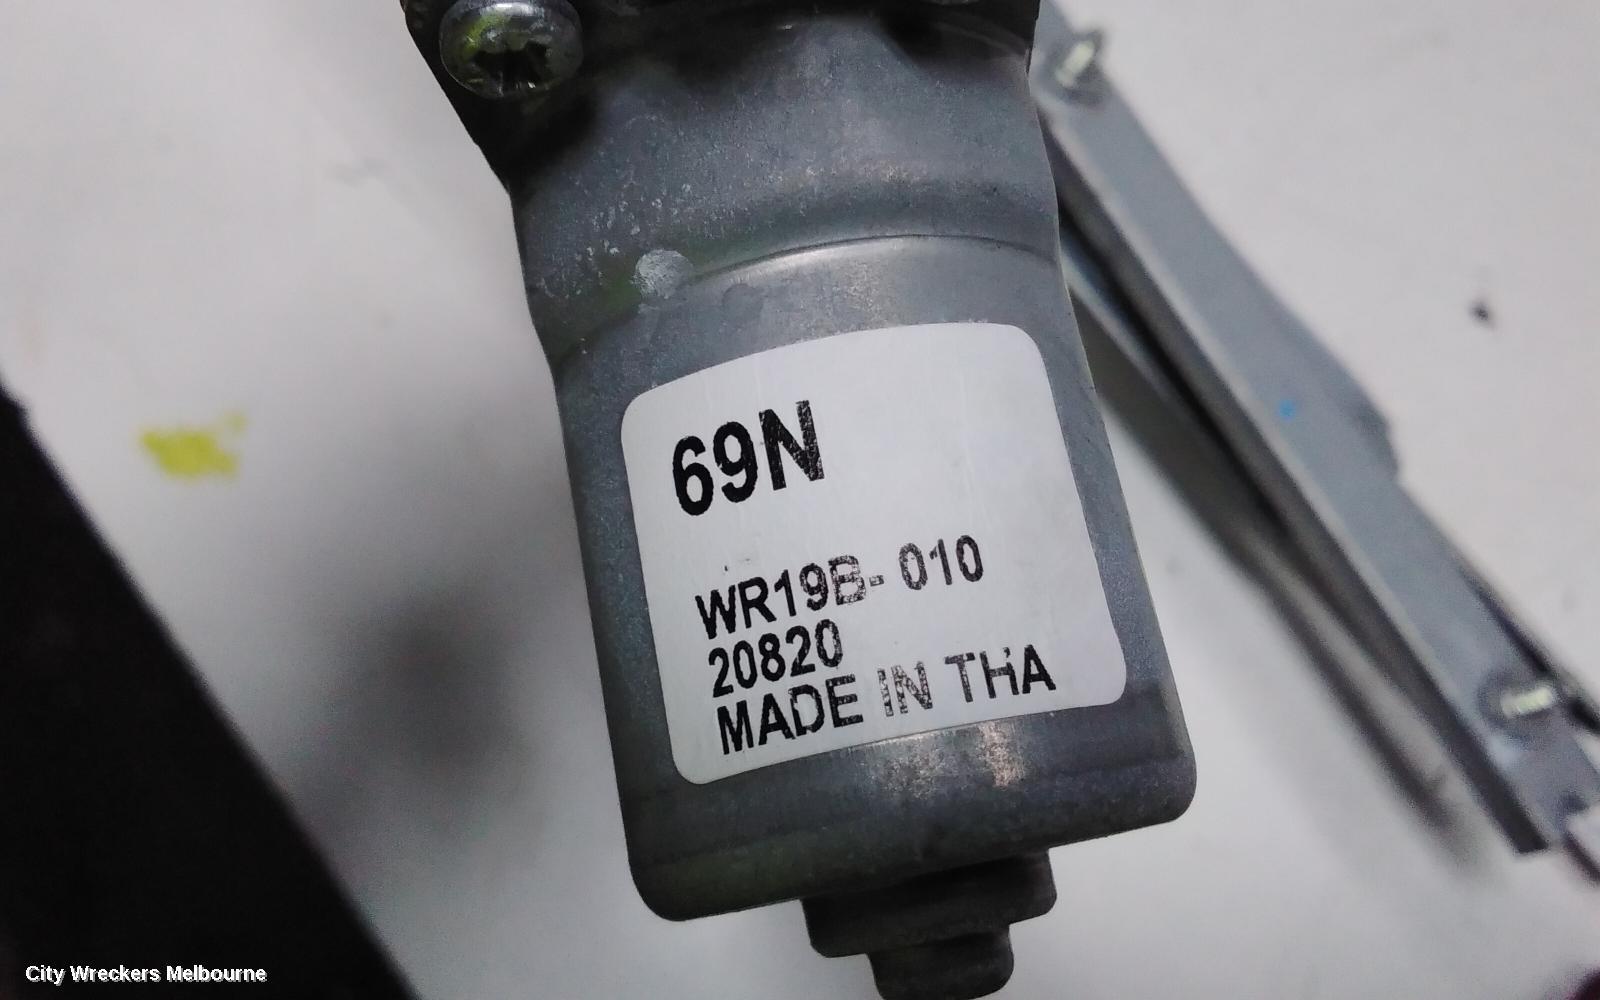 69N
WR19B-010
20820
MADE IN THA
City Wreckers Melbourne